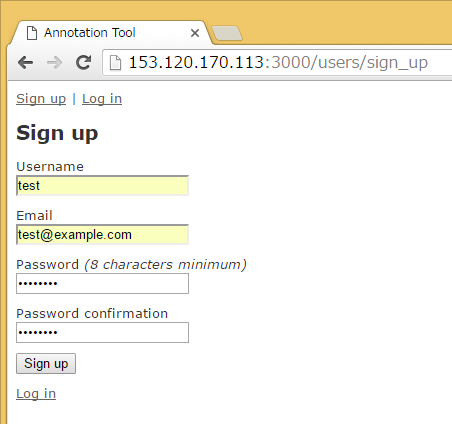 Annotation Tool
153.120.170.113:3000/users/sign_up
Sign up | Log in
Sign up
Username
test
Email
test@example.com
Password (8 characters minimum)
••••••••
Password confirmation
••••••••
Sign up
Log in